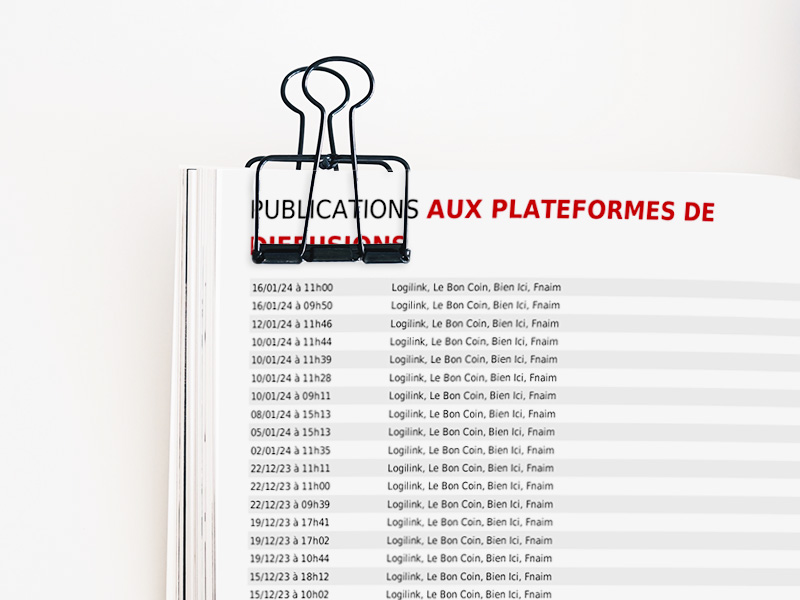 PUBLICATIONS AUX PLATEFORMES DE
DIFFUSIONS
16/01/24 à 11h00 Logilink, Le Bon Coin, Bien Ici, Fnaim
16/01/24 à 09h50 Logilink, Le Bon Coin, Bien Ici, Fnaim
12/01/24 à 11h46 Logilink, Le Bon Coin, Bien Ici, Fnaim
10/01/24 à 11h44 Logilink, Le Bon Coin, Bien Ici, Fnaim
10/01/24 à 11h39 Logilink, Le Bon Coin, Bien Ici, Fnaim
10/01/24 à 11h28 Logilink, Le Bon Coin, Bien Ici, Fnaim
10/01/24 à 09h11 Logilink, Le Bon Coin, Bien Ici, Fnaim
08/01/24 à 15h13 Logilink, Le Bon Coin, Bien Ici, Fnaim
05/01/24 à 15h13 Logilink, Le Bon Coin, Bien Ici, Fnaim
02/01/24 à 11h35 Logilink, Le Bon Coin, Bien Ici, Fnaim
22/12/23 à 11h11 Logilink, Le Bon Coin, Bien Ici, Fnaim
22/12/23 à 11h00 Logilink, Le Bon Coin, Bien Ici, Fnaim
22/12/23 à 09h39 Logilink, Le Bon Coin, Bien Ici, Fnaim
19/12/23 à 17h41 Logilink, Le Bon Coin, Bien Ici, Fnaim
19/12/23 à 17h02 Logilink, Le Bon Coin, Bien Ici, Fnaim
19/12/23 à 10h44 Logilink, Le Bon Coin, Bien Ici, Fnaim
15/12/23 à 18h12 Logilink, Le Bon Coin, Bien Ici, Fnaim
15/12/23 à 10h02 Logilink, Le Bon Coin, Bien Ici, Fnaim